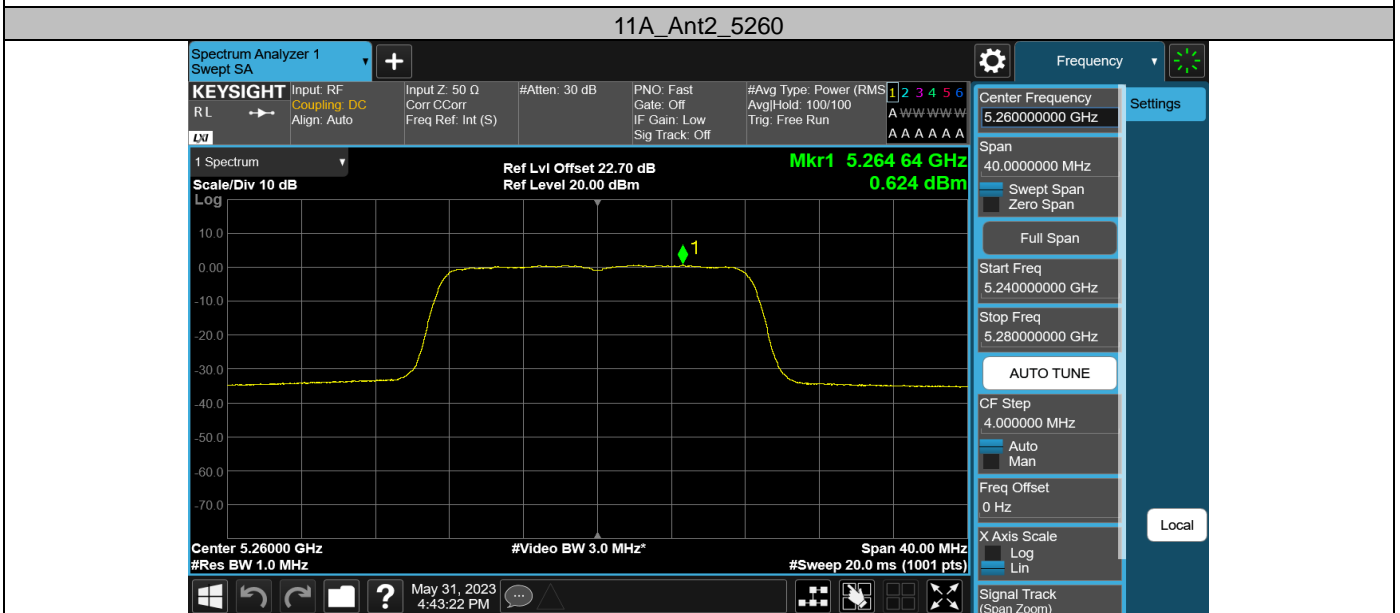 11A_Ant2_5260
Spectrum Analyzer 1
Swept SA
Frequency
KEYSIGHT
RL
LXI
Input: RF
Coupling: DC
Align: Auto
Input Z: 50 Ω
Corr CCorr
Freq Ref: Int (S)
#Atten: 30 dB
PNO: Fast
Gate: Off
IF Gain: Low
Sig Track: Off
#Avg Type: Power (RMS
Avg|Hold: 100/100
Trig: Free Run
1 2 3 4 5 6
A W W W W W
A A A A A A
1 Spectrum
Scale/Div 10 dB
Ref Lvl Offset 22.70 dB
Ref Level 20.00 dBm
Mkr1 5.264 64 GHz
0.624 dBm
Log
10.0
0.00
-10.0
-20.0
-30.0
-40.0
-50.0
-60.0
-70.0
1
Center 5.26000 GHz
#Res BW 1.0 MHz
#Video BW 3.0 MHz*
Span 40.00 MHz
#Sweep 20.0 ms (1001 pts)
Center Frequency
5.260000000 GHz
Settings
Span
40.0000000 MHz
Swept Span
Zero Span
Full Span
Start Freq
5.240000000 GHz
Stop Freq
5.280000000 GHz
AUTO TUNE
CF Step
4.000000 MHz
Auto
Man
Freq Offset
0 Hz
X Axis Scale
Log
Lin
Local
Signal Track
(Span Zoom)
?
May 31, 2023
4:43:22 PM